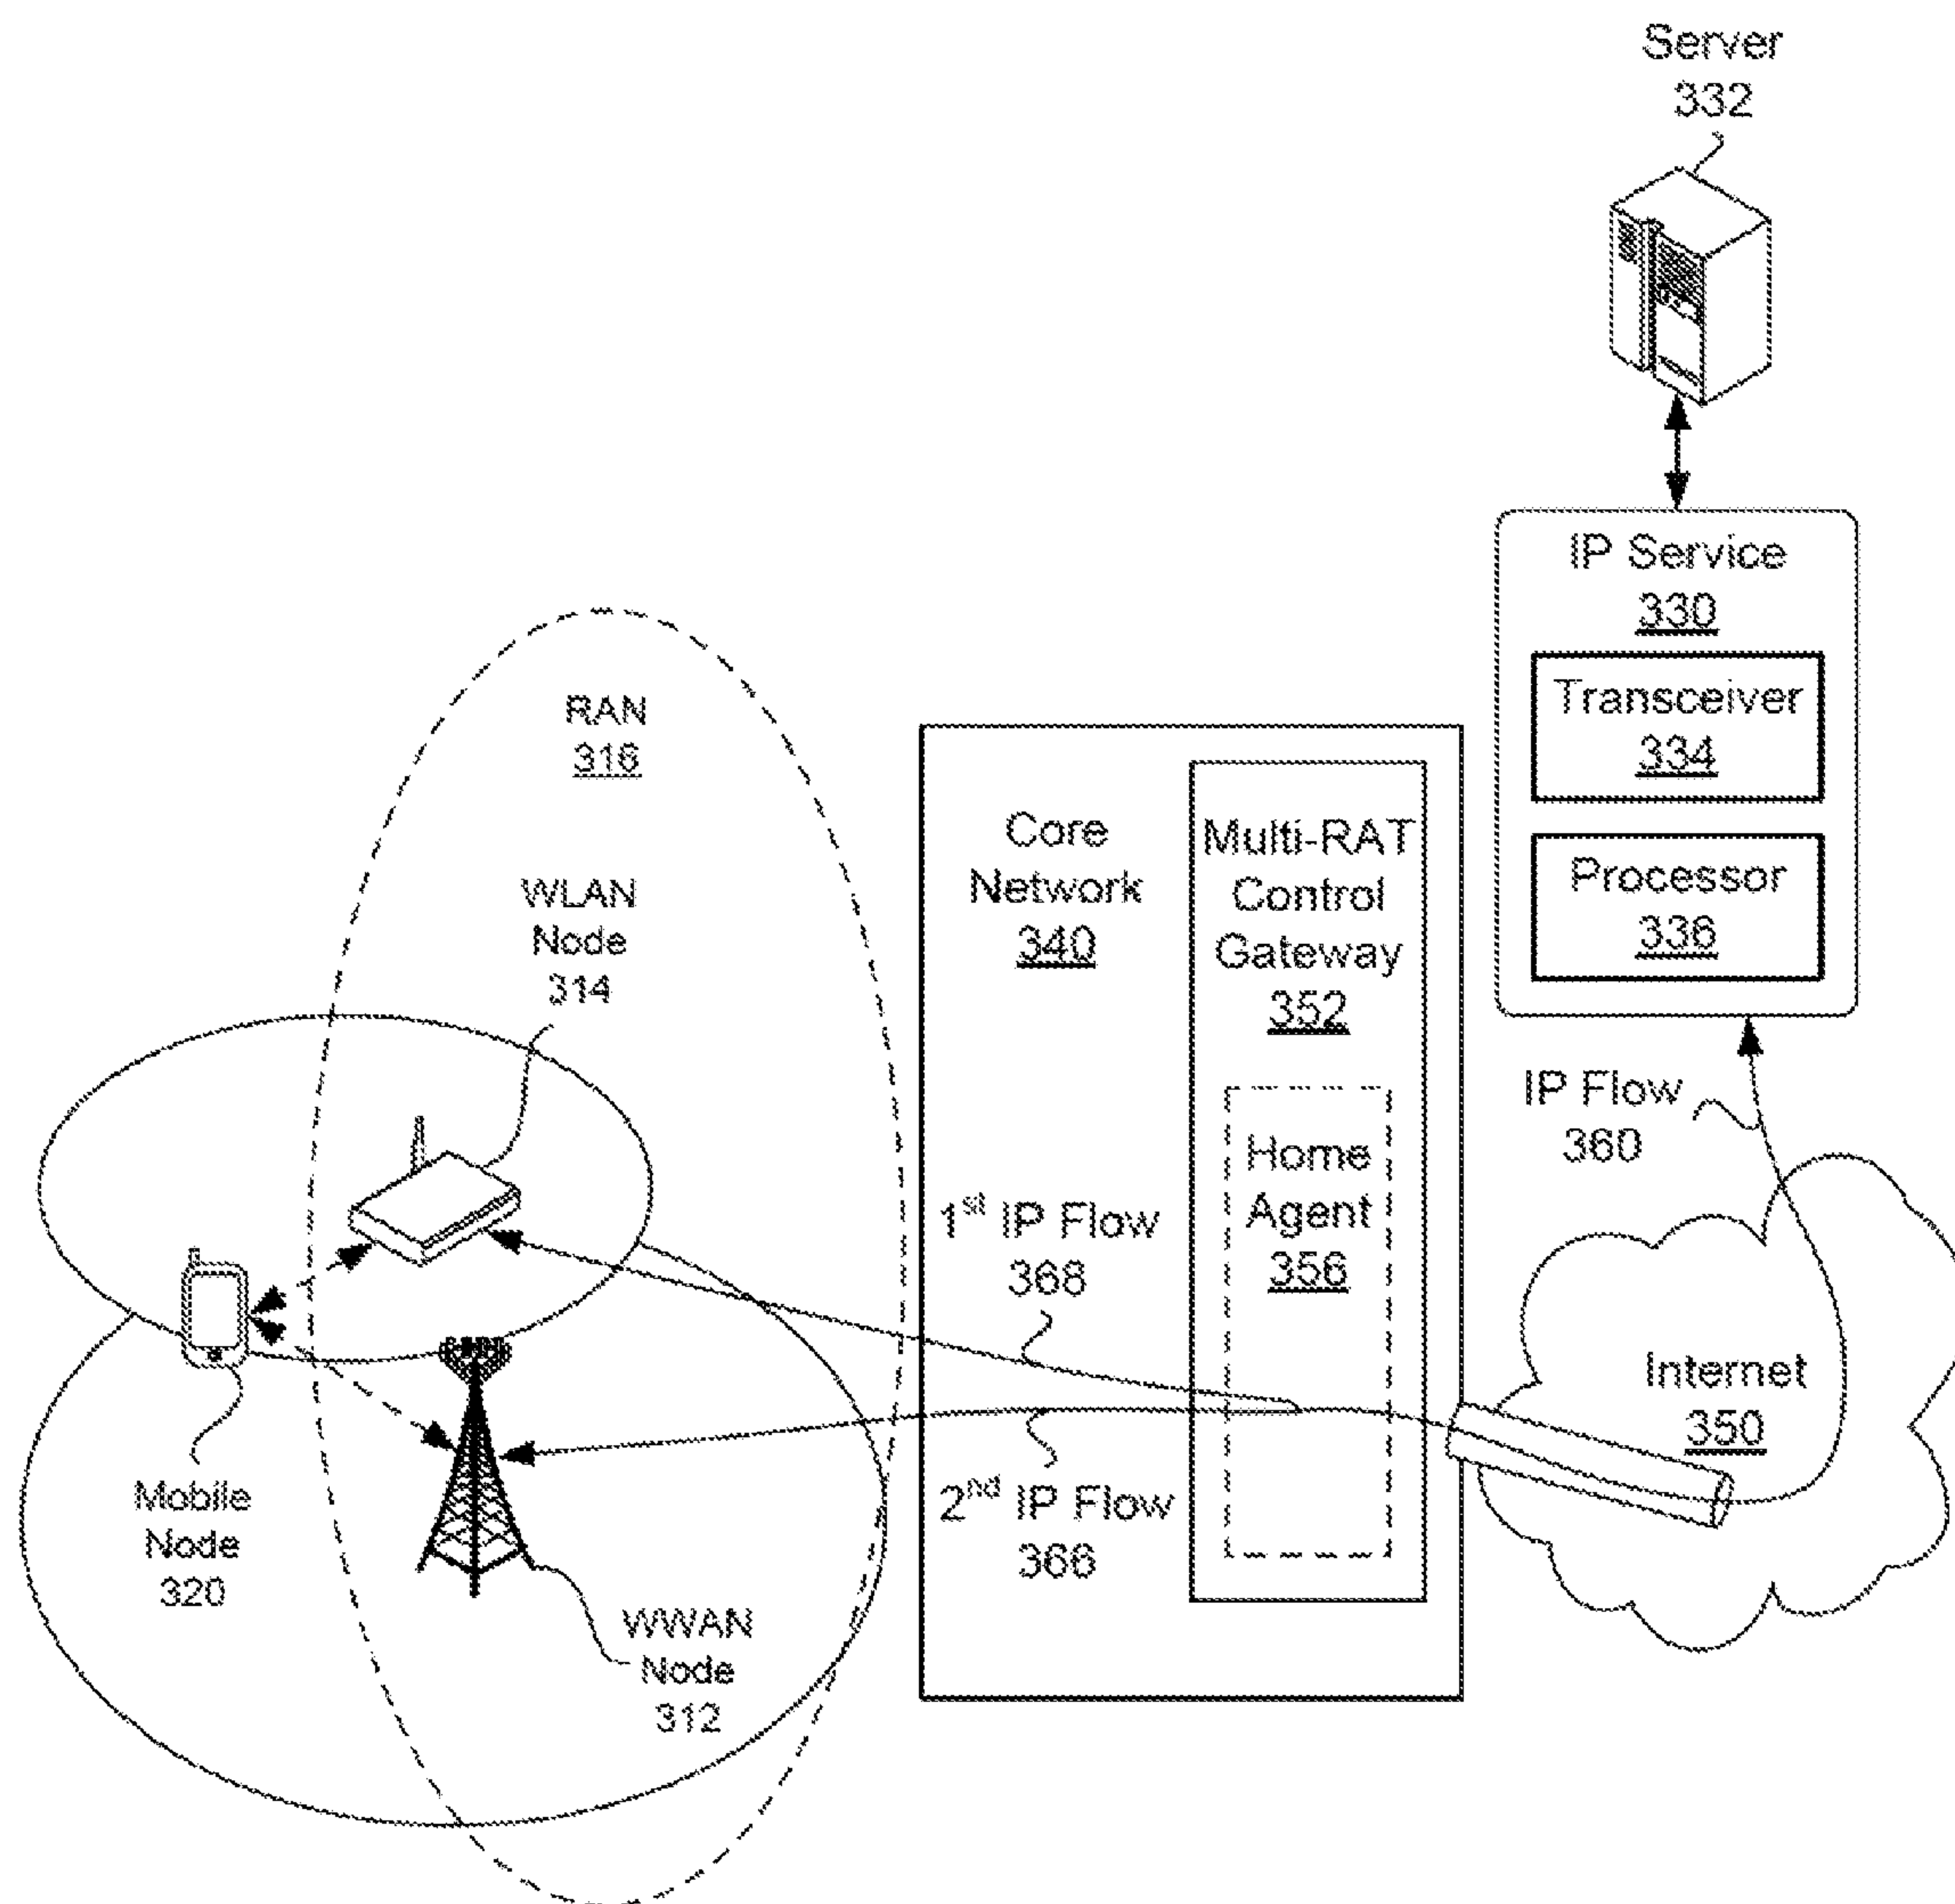 Server
332
IP Service
330
Transceiver
334
Processor
336
RAN
316
WLAN
Node
314
Core
Network
340
Multi-RAT
Control
Gateway
352
Home
Agent
356
IP Flow
360
1st IP Flow
368
2nd IP Flow
366
Internet
350
Mobile
Node
320
WWAN
Node
312